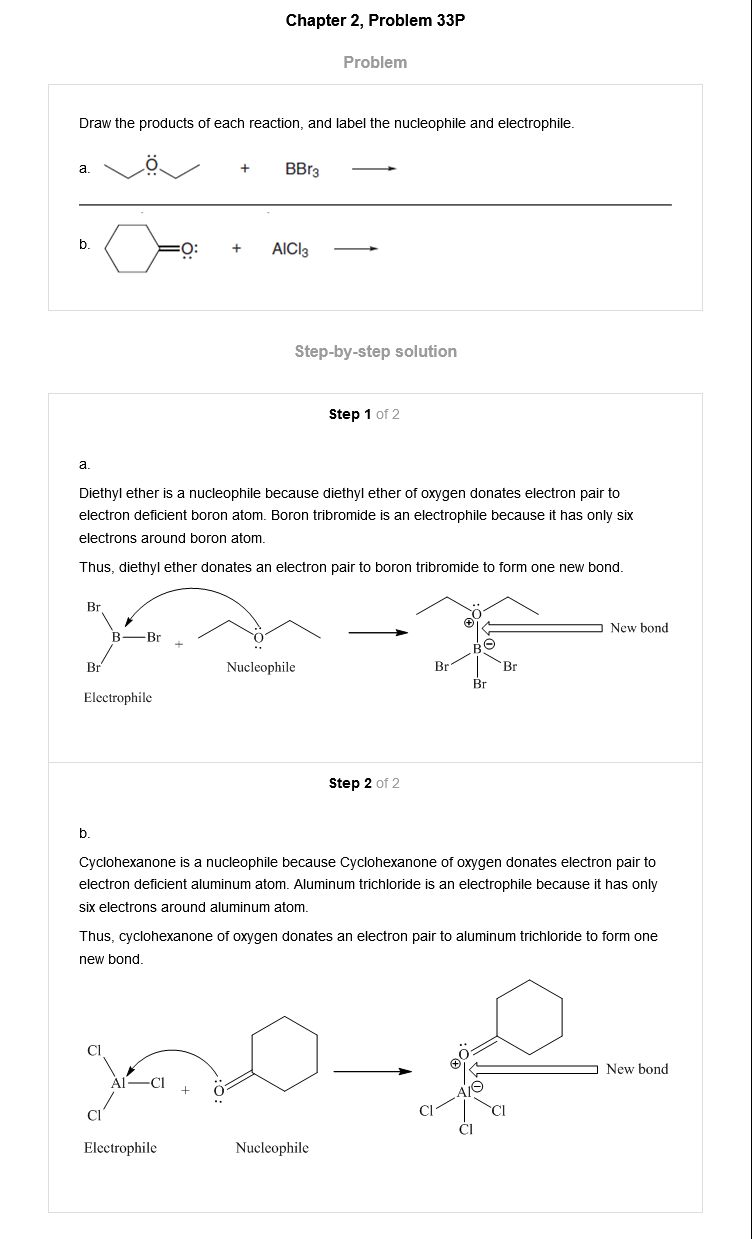 Chapter 2, Problem 33P
Problem
Draw the products of each reaction, and label the nucleophile and electrophile.
a. Ö: + BBr3
b. =O: + AlCl3
Step-by-step solution
Step 1 of 2
a.
Diethyl ether is a nucleophile because diethyl ether of oxygen donates electron pair to
electron deficient boron atom. Boron tribromide is an electrophile because it has only six
electrons around boron atom.
Thus, diethyl ether donates an electron pair to boron tribromide to form one new bond.
Br
B—Br + O
Br
Electrophile
Nucleophile
O
⊕
New bond
B⊖
Br Br
Br
Step 2 of 2
b.
Cyclohexanone is a nucleophile because Cyclohexanone of oxygen donates electron pair to
electron deficient aluminum atom. Aluminum trichloride is an electrophile because it has only
six electrons around aluminum atom.
Thus, cyclohexanone of oxygen donates an electron pair to aluminum trichloride to form one
new bond.
Cl
Al—Cl + O
Cl
Electrophile
Nucleophile
O
⊕
New bond
Al⊖
Cl Cl
Cl